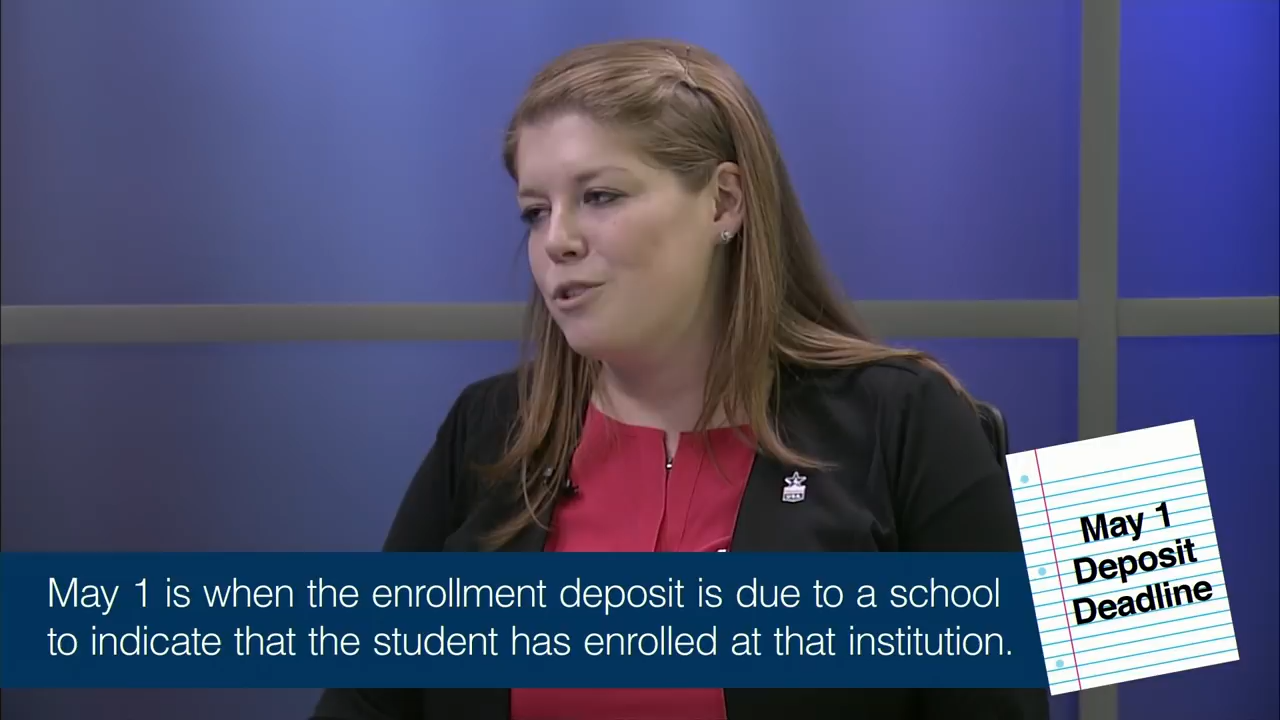 May 1 is when the enrollment deposit is due to a school
to indicate that the student has enrolled at that institution.
May 1
Deposit
Deadline